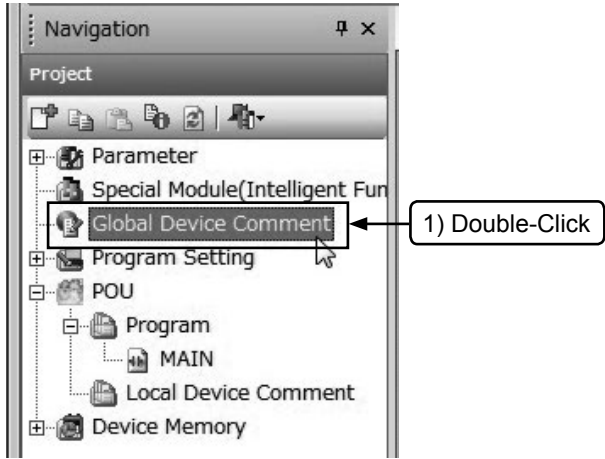 Navigation
Project
Parameter
Special Module(Intelligent Fun
Global Device Comment
1) Double-Click
Program Setting
POU
Program
MAIN
Local Device Comment
Device Memory